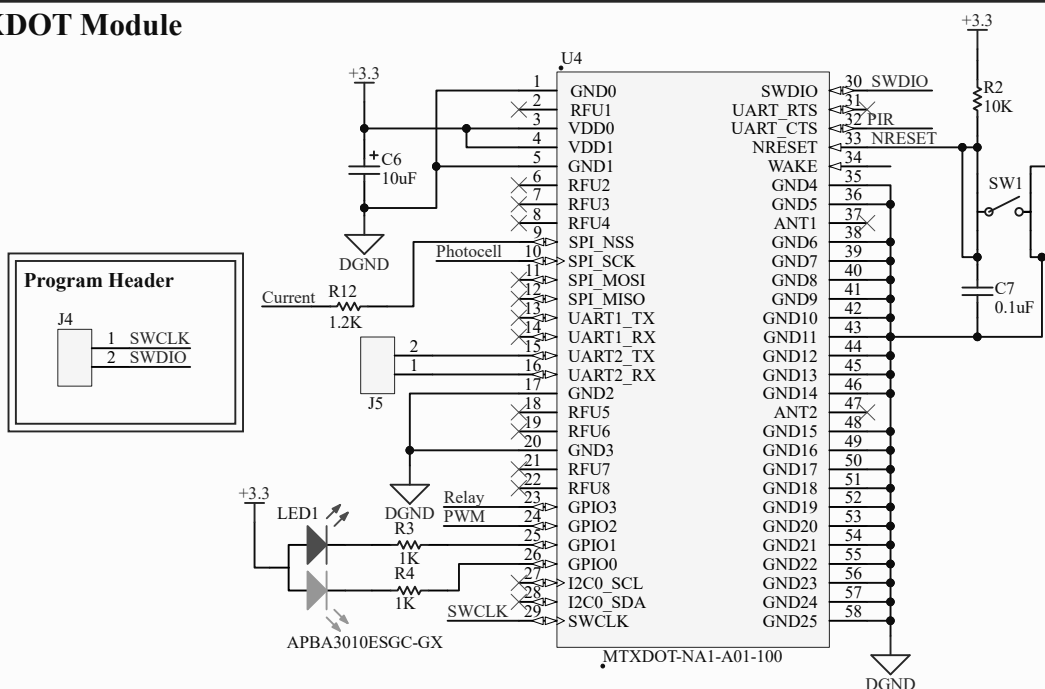 XDOT Module
+3.3
C6
10uF
DGND
Program Header
J4
1 SWCLK
2 SWDIO
Photocell
Current
R12
1.2K
2
1
J5
DGND
+3.3
LED1
R3
1K
R4
1K
Relay
PWM
SWCLK
APBA3010ESGC-GX
U4
1 GND0
2 RFU1
3 VDD0
4 VDD1
5 GND1
6 RFU2
7 RFU3
8 RFU4
9 SPI_NSS
10 SPI_SCK
11 SPI_MOSI
12 SPI_MISO
13 UART1_TX
14 UART1_RX
15 UART2_TX
16 UART2_RX
17 GND2
18 RFU5
19 RFU6
20 GND3
21 RFU7
22 RFU8
23 GPIO3
24 GPIO2
25 GPIO1
26 GPIO0
27 I2C0_SCL
28 I2C0_SDA
29 SWCLK
SWDIO 30 SWDIO
UART_RTS 31
UART_CTS 32 PIR
NRESET 33 NRESET
WAKE 34
GND4 35
GND5 36
ANT1 37
GND6 38
GND7 39
GND8 40
GND9 41
GND10 42
GND11 43
GND12 44
GND13 45
GND14 46
ANT2 47
GND15 48
GND16 49
GND17 50
GND18 51
GND19 52
GND20 53
GND21 54
GND22 55
GND23 56
GND24 57
GND25 58
MTXDOT-NA1-A01-100
+3.3
R2
10K
SW1
C7
0.1uF
DGND